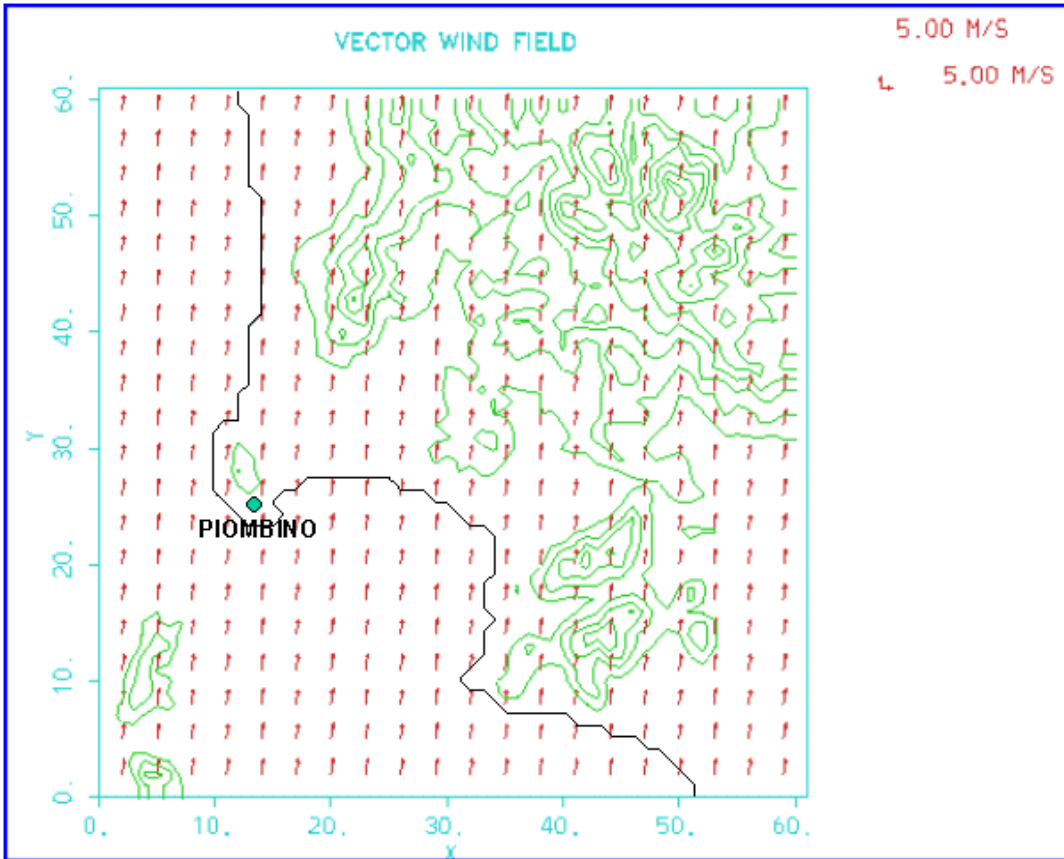 5.00 M/S
VECTOR WIND FIELD
5.00 M/S
60.
50.
40.
Y
30.
PIOMBINO
20.
10.
0.
0. 10. 20. 30. 40. 50. 60.
X